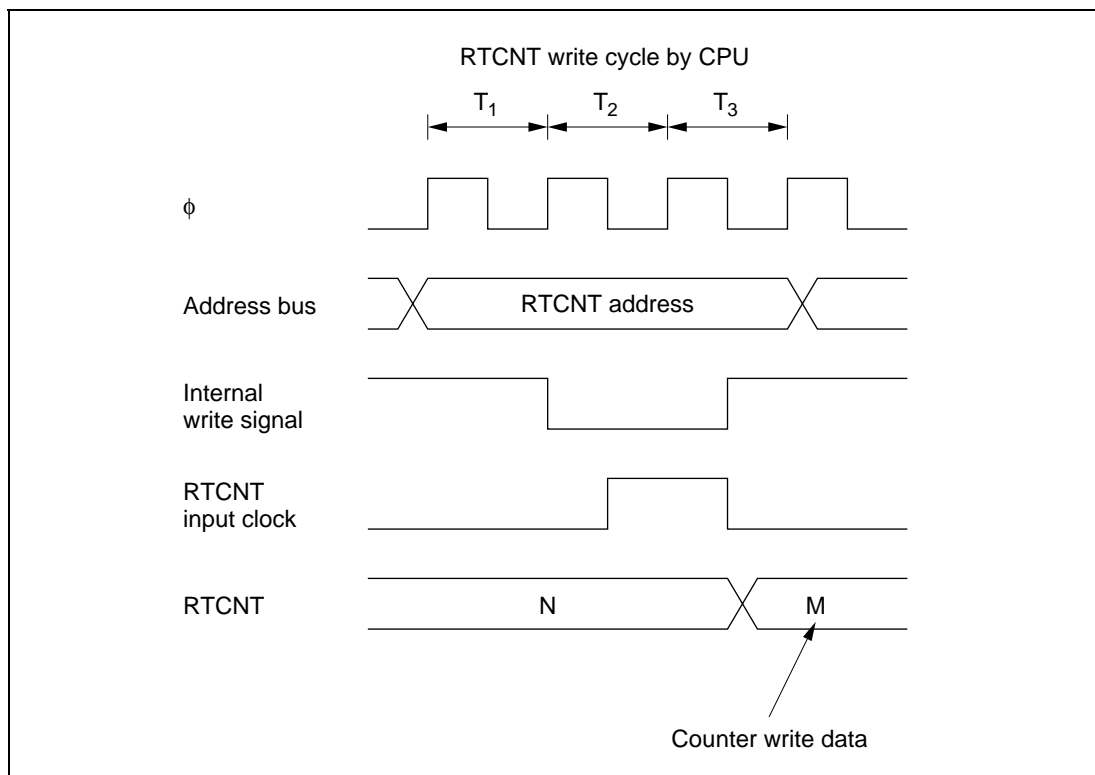 RTCNT write cycle by CPU
T1 T2 T3
ϕ
Address bus
RTCNT address
Internal
write signal
RTCNT
input clock
RTCNT
N
M
Counter write data